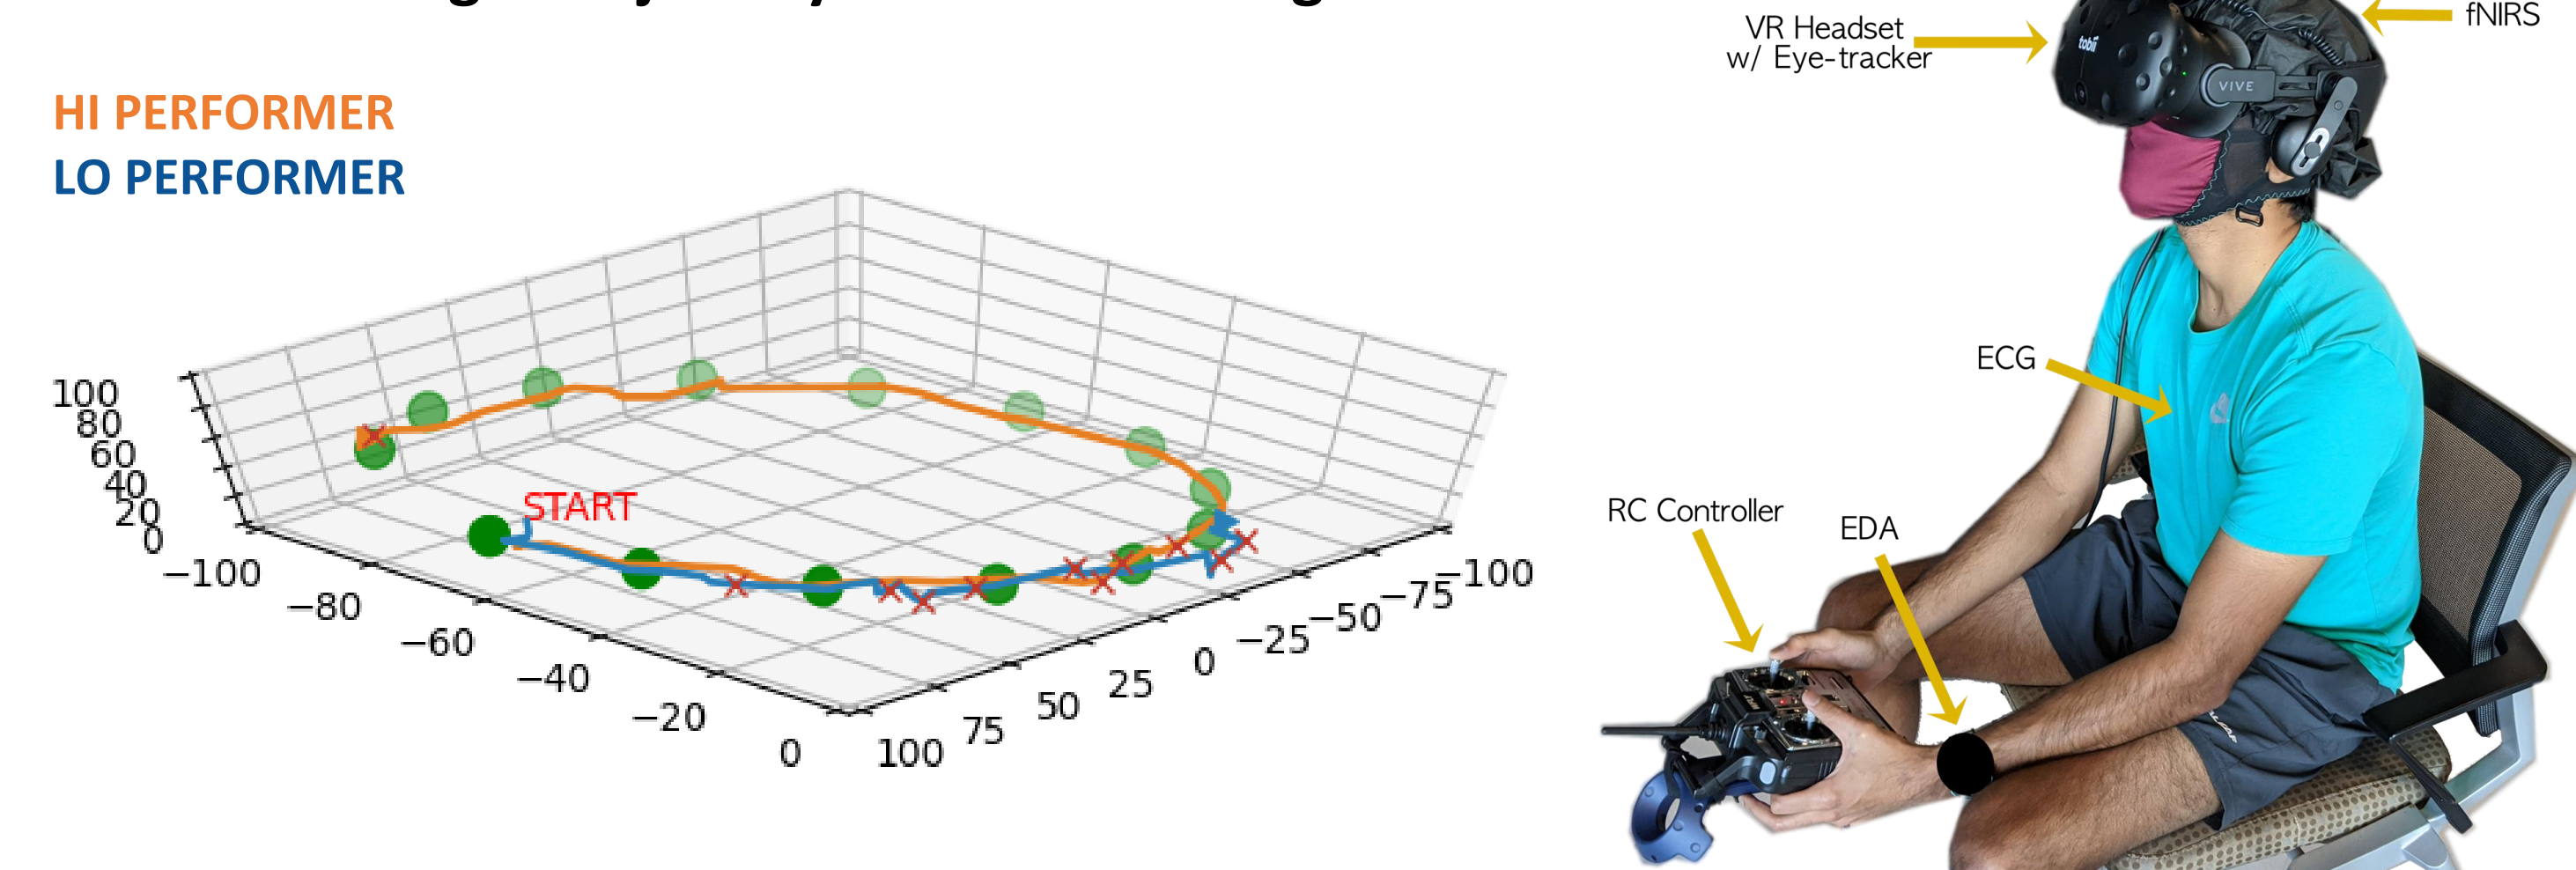 HI PERFORMER
LO PERFORMER
START
100
80
60
40
20
0
−100
−80
−60
−40
−20
0
100
75
50
25
0
−25
−50
−75
−100
VR Headset
w/ Eye-tracker
fNIRS
tobii
VIVE
ECG
RC Controller
EDA